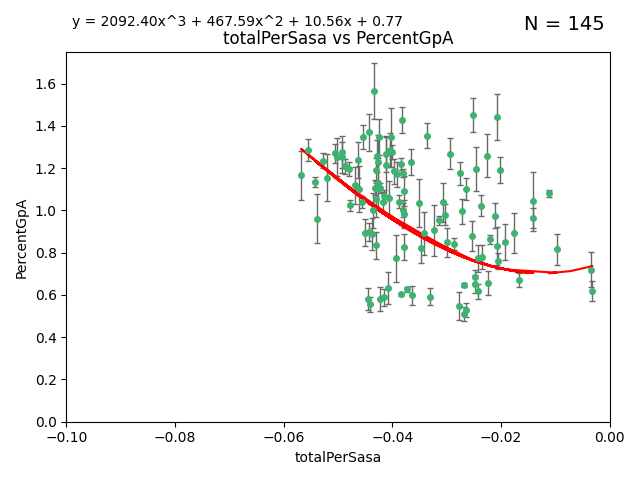 y = 2092.40x^3 + 467.59x^2 + 10.56x + 0.77
N = 145
totalPerSasa vs PercentGpA
1.6
1.4
1.2
1.0
0.8
0.6
0.4
0.2
0.0
PercentGpA
−0.10 −0.08 −0.06 −0.04 −0.02 0.00
totalPerSasa